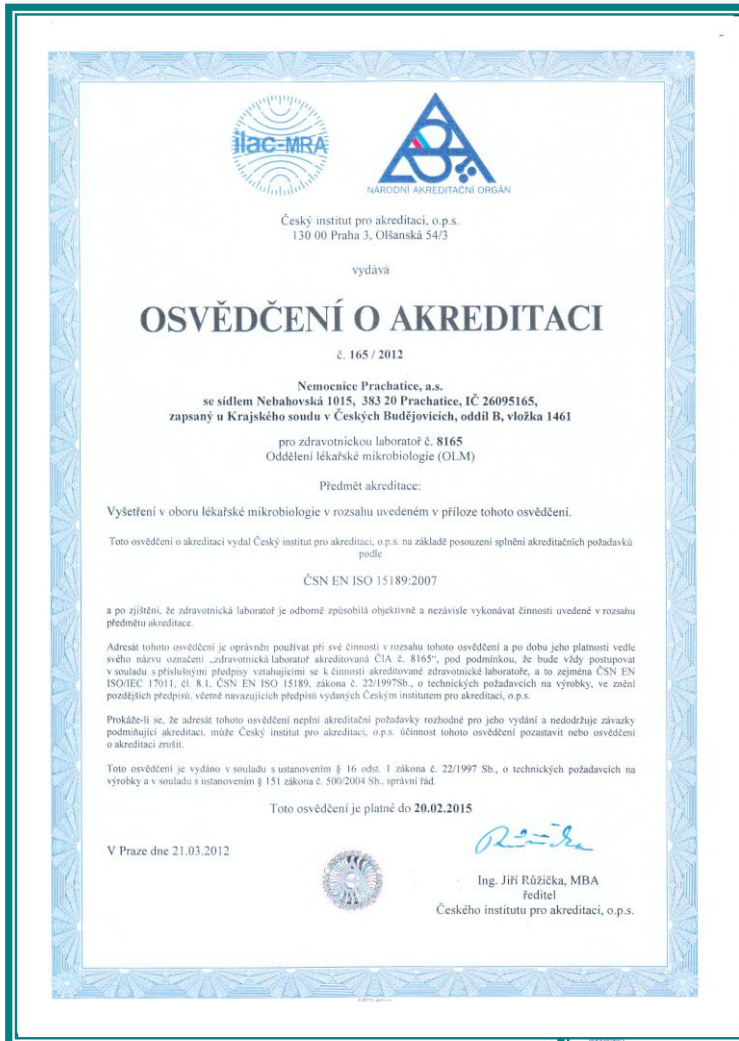 ilac-MRA
NÁRODNÍ AKREDITAČNÍ ORGÁN
Český institut pro akreditaci, o.p.s.
130 00 Praha 3, Olšanská 54/3
vydává
OSVĚDČENÍ O AKREDITACI
č. 165 / 2012
Nemocnice Prachatice, a.s.
se sídlem Nebahovská 1015, 383 20 Prachatice, IČ 26095165,
zapsaný u Krajského soudu v Českých Budějovicích, oddíl B, vložka 1461
pro zdravotnickou laboratoř č. 8165
Oddělení lékařské mikrobiologie (OLM)
Předmět akreditace:
Vyšetření v oboru lékařské mikrobiologie v rozsahu uvedeném v příloze tohoto osvědčení.
Toto osvědčení o akreditaci vydal Český institut pro akreditaci, o.p.s. na základě posouzení splnění akreditačních požadavků
podle
ČSN EN ISO 15189:2007
a po zjištění, že zdravotnická laboratoř je odborně způsobilá objektivně a nezávisle vykonávat činnosti uvedené v rozsahu
předmětu akreditace.
Adresát tohoto osvědčení je oprávněn používat při své činnosti v rozsahu tohoto osvědčení a po dobu jeho platnosti vedle
svého názvu označení „zdravotnická laboratoř akreditovaná ČIA č. 8165“, pod podmínkou, že bude vždy postupovat
v souladu s příslušnými předpisy vztahujícími se k činnosti akreditované zdravotnické laboratoře, a to zejména ČSN EN
ISO/IEC 17011, čl. 8.1, ČSN EN ISO 15189, zákona č. 22/1997Sb., o technických požadavcích na výrobky, ve znění
pozdějších předpisů, včetně navazujících předpisů vydaných Českým institutem pro akreditaci, o.p.s.
Prokáže-li se, že adresát tohoto osvědčení neplní akreditační požadavky rozhodné pro jeho vydání a nedodržuje závazky
podmiňující akreditaci, může Český institut pro akreditaci, o.p.s. účinnost tohoto osvědčení pozastavit nebo osvědčení
o akreditaci zrušit.
Toto osvědčení je vydáno v souladu s ustanovením § 16 odst. 1 zákona č. 22/1997 Sb., o technických požadavcích na
výrobky a v souladu s ustanovením § 151 zákona č. 500/2004 Sb., správní řád.
Toto osvědčení je platné do 20.02.2015
V Praze dne 21.03.2012
Ing. Jiří Růžička, MBA
ředitel
Českého institutu pro akreditaci, o.p.s.